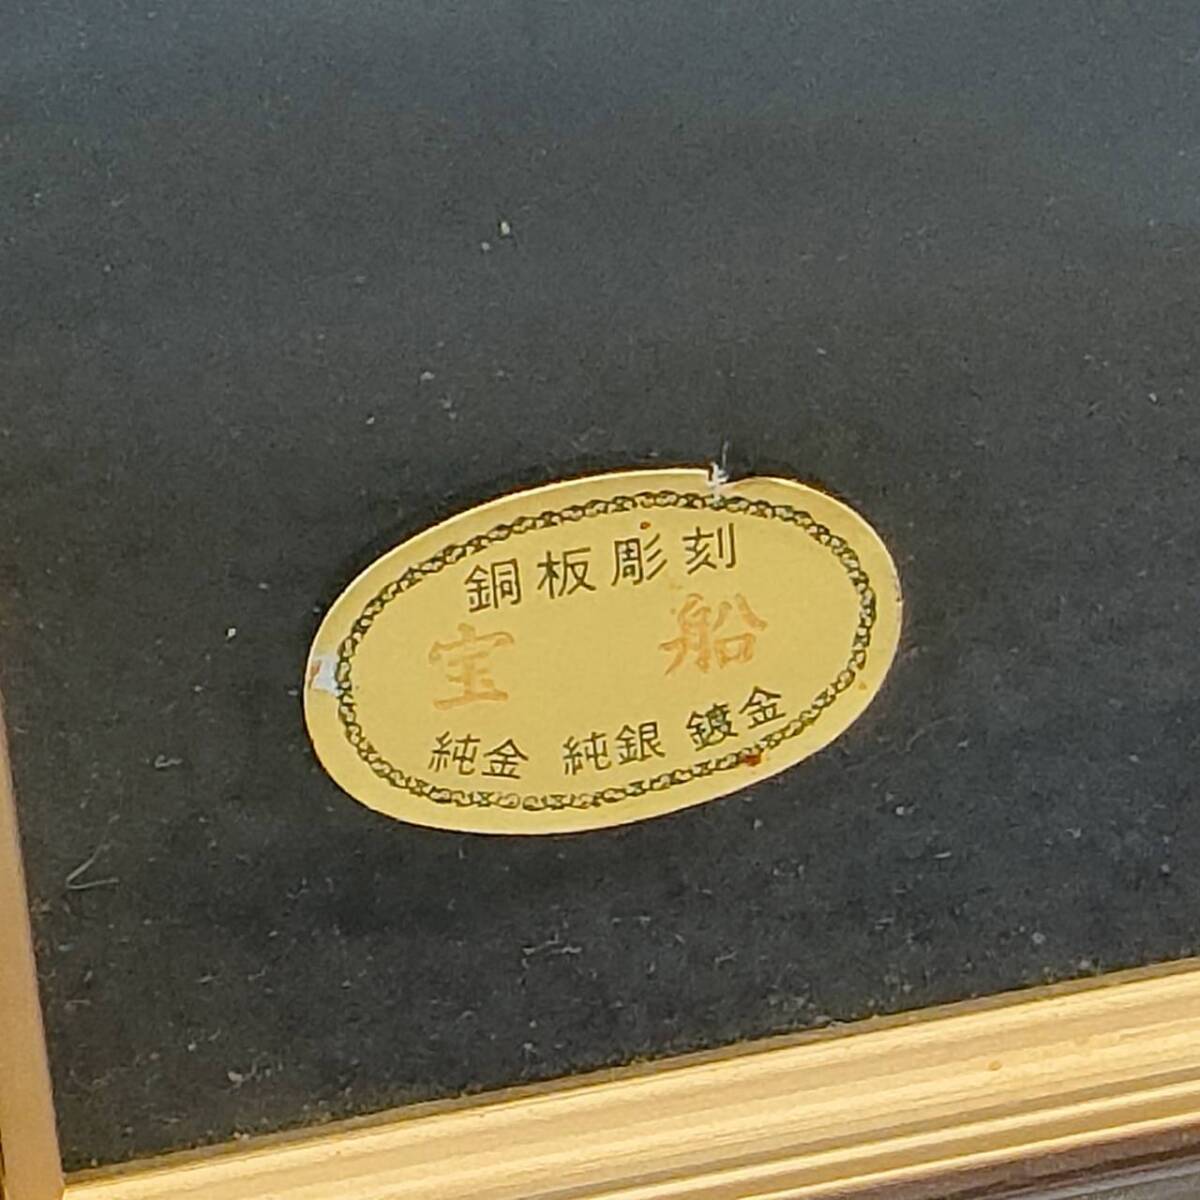 銅板彫刻
宝船
純金 純銀 鍍金